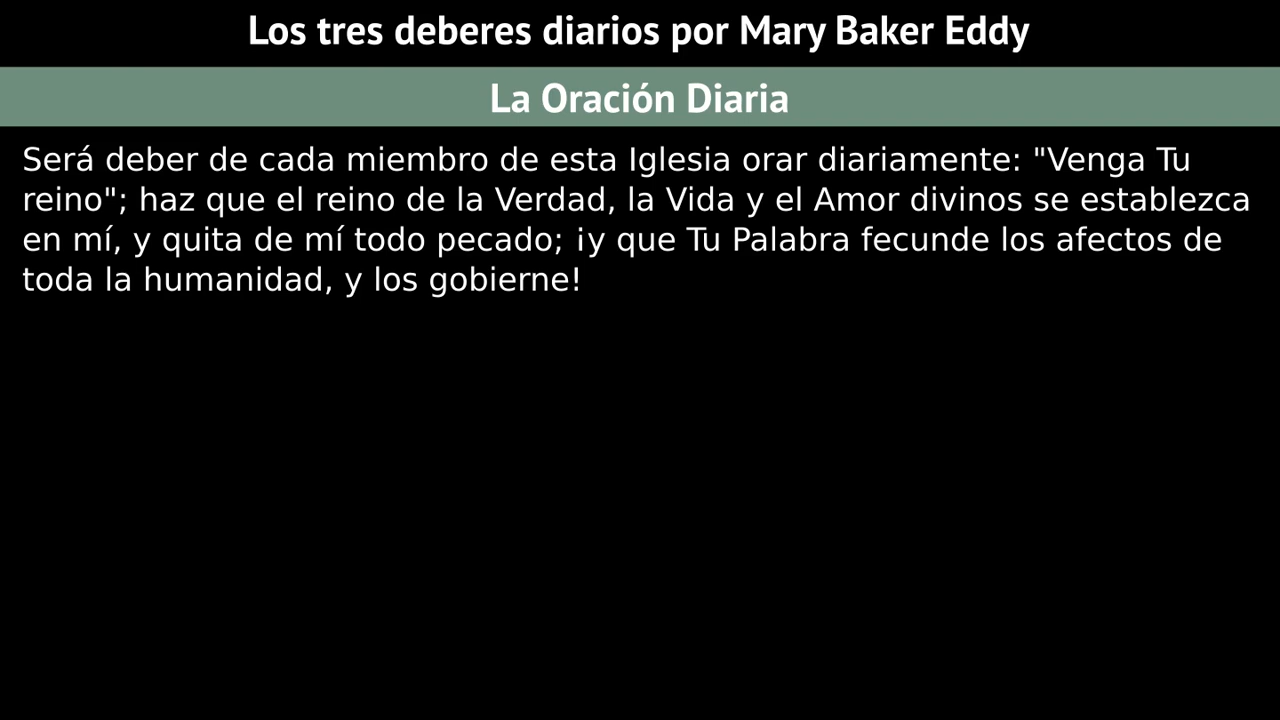 Los tres deberes diarios por Mary Baker Eddy
La Oración Diaria
Será deber de cada miembro de esta Iglesia orar diariamente: "Venga Tu
reino"; haz que el reino de la Verdad, la Vida y el Amor divinos se establezca
en mí, y quita de mí todo pecado; ¡y que Tu Palabra fecunde los afectos de
toda la humanidad, y los gobierne!